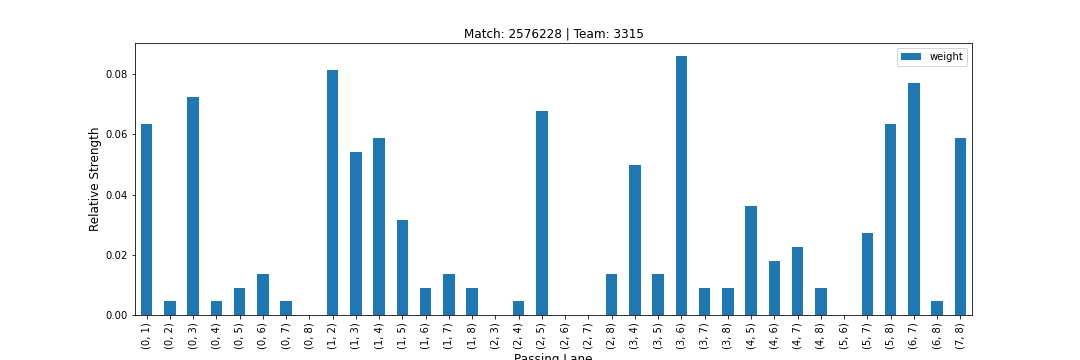 Match: 2576228 | Team: 3315
weight
Relative Strength
0.08
0.06
0.04
0.02
0.00
(0, 1) (0, 2) (0, 3) (0, 4) (0, 5) (0, 6) (0, 7) (0, 8) (1, 2) (1, 3) (1, 4) (1, 5) (1, 6) (1, 7) (1, 8) (2, 3) (2, 4) (2, 5) (2, 6) (2, 7) (2, 8) (3, 4) (3, 5) (3, 6) (3, 7) (3, 8) (4, 5) (4, 6) (4, 7) (4, 8) (5, 6) (5, 7) (5, 8) (6, 7) (6, 8) (7, 8)
Passing Lane